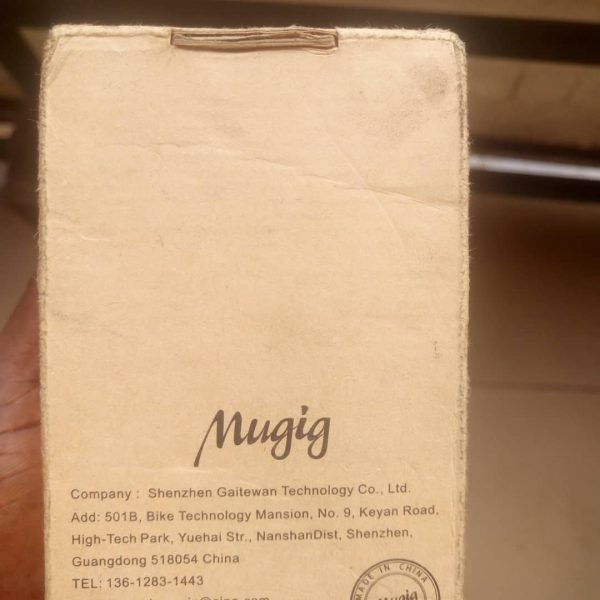 Mugig
Company : Shenzhen Gaitewan Technology Co., Ltd.
Add: 501B, Bike Technology Mansion, No. 9, Keyan Road,
High-Tech Park, Yuehai Str., NanshanDist, Shenzhen,
Guangdong 518054 China
TEL: 136-1283-1443
MADE IN CHINA
Mugig